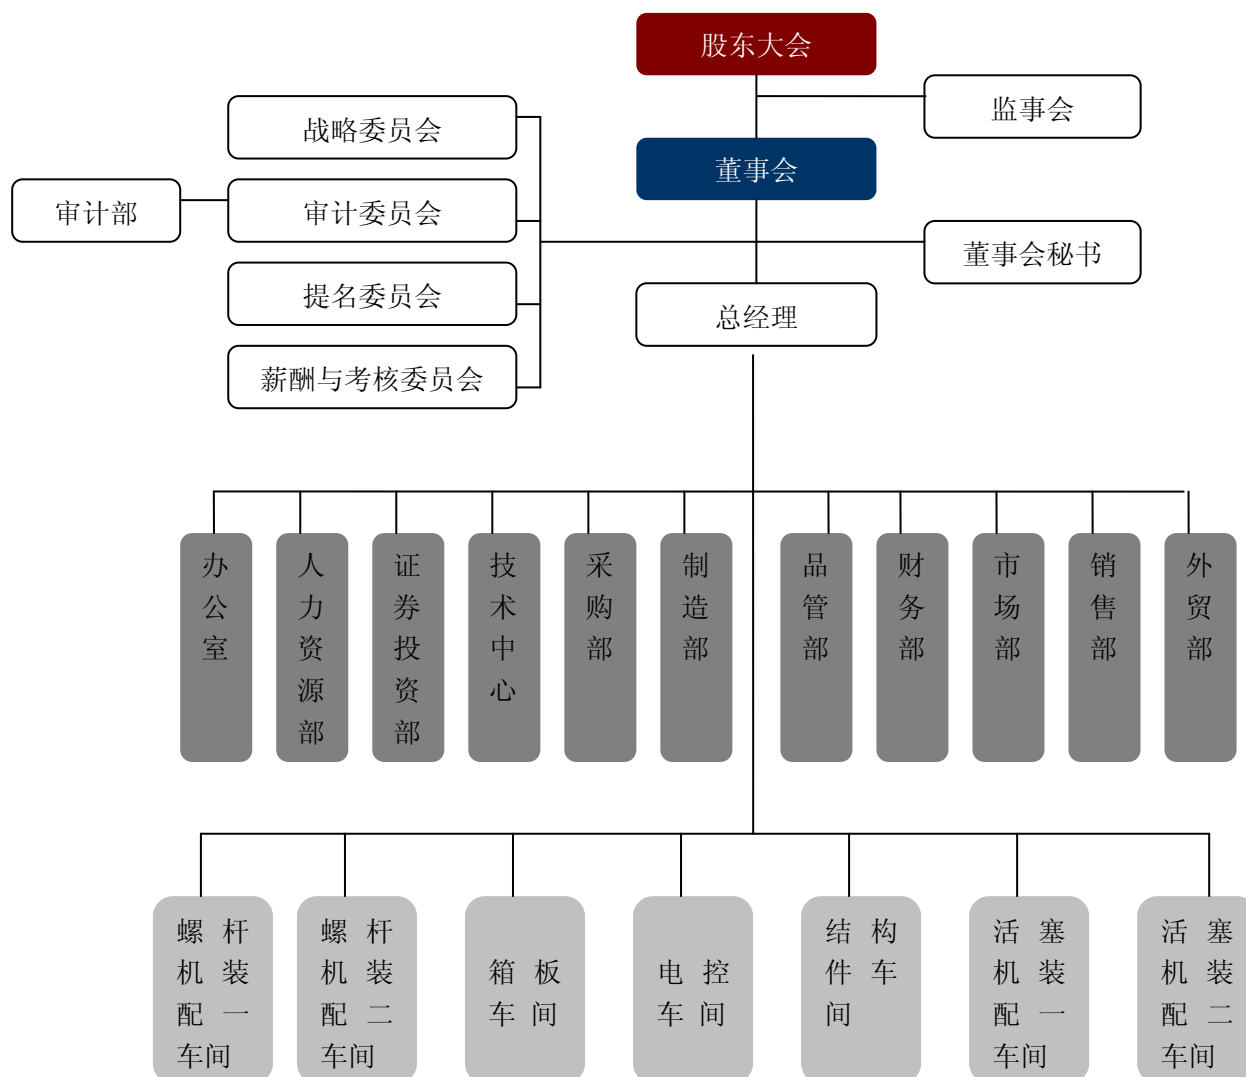 股东大会
监事会
战略委员会
董事会
审计部
审计委员会
董事会秘书
提名委员会
总经理
薪酬与考核委员会
办公室
人力资源部
证券投资部
技术中心
采购部
制造部
品管部
财务部
市场部
销售部
外贸部
螺杆
机装
配一
车间
螺杆
机装
配二
车间
箱板
车间
电控
车间
结构
件车
间
活塞
机装
配一
车间
活塞
机装
配二
车间